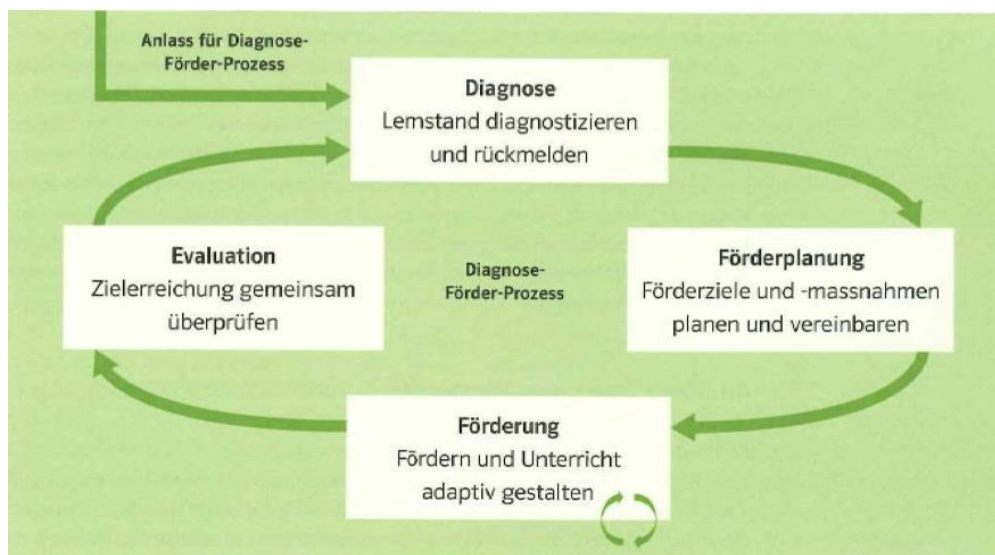 Anlass für Diagnose-
Förder-Prozess
Diagnose
Lernstand diagnostizieren
und rückmelden
Evaluation
Zielerreichung gemeinsam
überprüfen
Diagnose-
Förder-Prozess
Förderplanung
Förderziele und -massnahmen
planen und vereinbaren
Förderung
Fördern und Unterricht
adaptiv gestalten